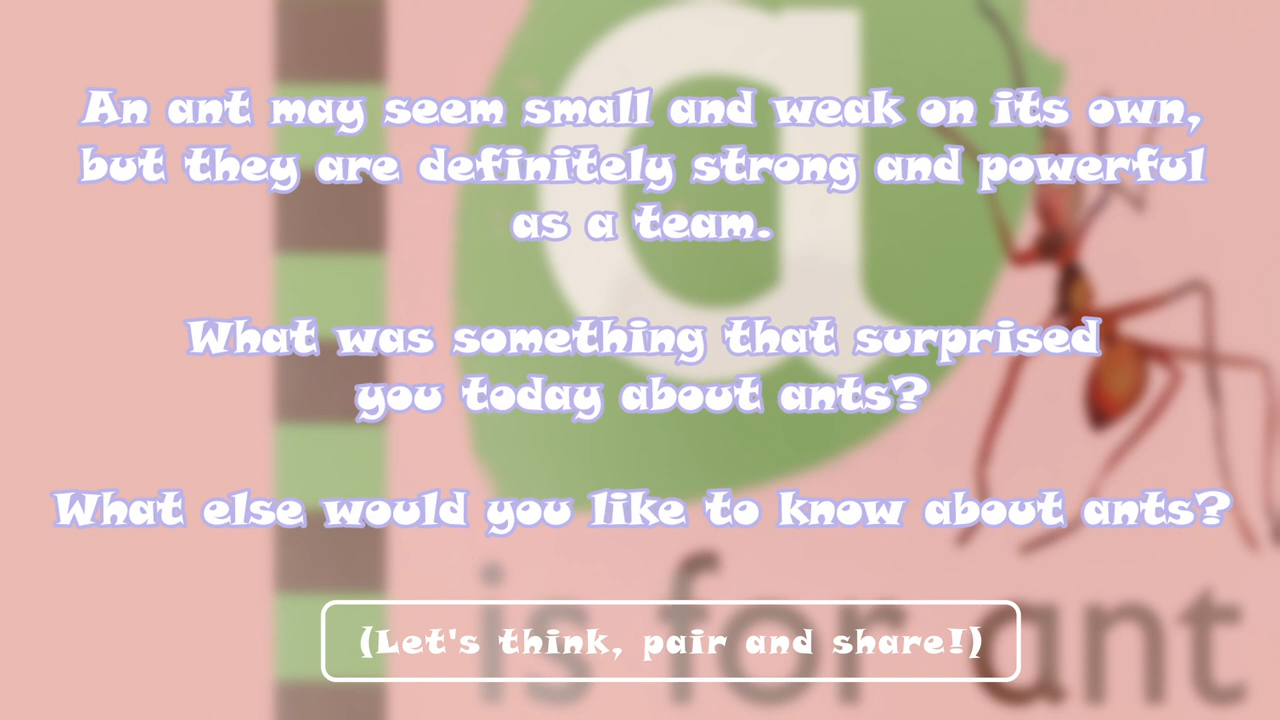 An ant may seem small and weak on its own,
but they are definitely strong and powerful
as a team.
What was something that surprised
you today about ants?
What else would you like to know about ants?
(Let's think, pair and share!)
a
is for ant